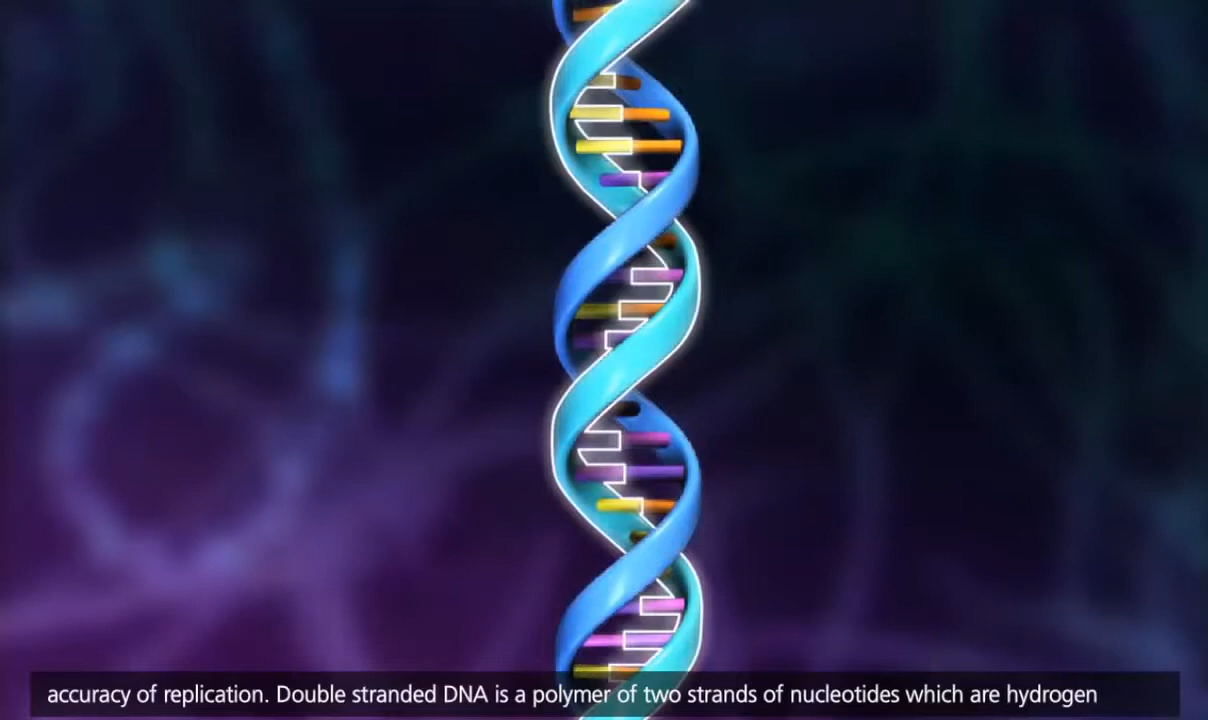 accuracy of replication. Double stranded DNA is a polymer of two strands of nucleotides which are hydrogen